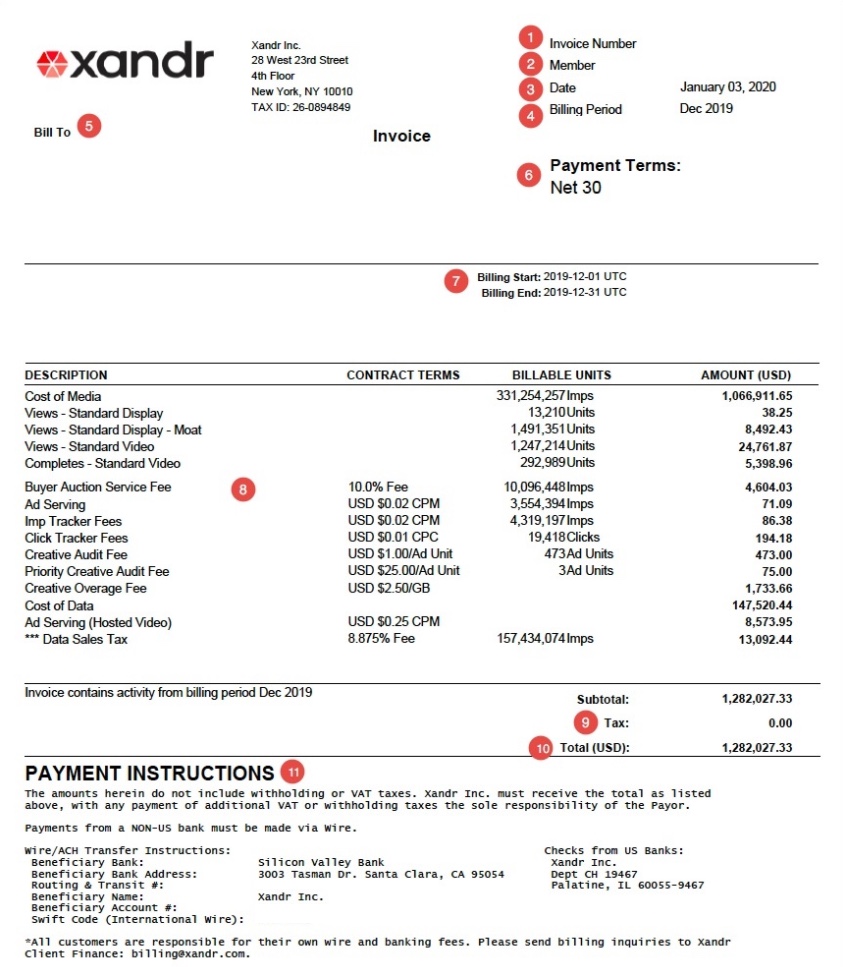 xandr
Xandr Inc.
28 West 23rd Street
4th Floor
New York, NY 10010
TAX ID: 26-0894849
1 Invoice Number
2 Member
3 Date January 03, 2020
4 Billing Period Dec 2019
Bill To 5
Invoice
6 Payment Terms:
Net 30
7 Billing Start: 2019-12-01 UTC
Billing End: 2019-12-31 UTC
DESCRIPTION CONTRACT TERMS BILLABLE UNITS AMOUNT (USD)
Cost of Media 331,254,257 Imps 1,066,911.65
Views - Standard Display 13,210 Units 38.25
Views - Standard Display - Moat 1,491,351 Units 8,492.43
Views - Standard Video 1,247,214 Units 24,761.87
Completes - Standard Video 292,989 Units 5,398.96
Buyer Auction Service Fee 8 10.0% Fee 10,096,448 Imps 4,604.03
Ad Serving USD $0.02 CPM 3,554,394 Imps 71.09
Imp Tracker Fees USD $0.02 CPM 4,319,197 Imps 86.38
Click Tracker Fees USD $0.01 CPC 19,418 Clicks 194.18
Creative Audit Fee USD $1.00/Ad Unit 473 Ad Units 473.00
Priority Creative Audit Fee USD $25.00/Ad Unit 3 Ad Units 75.00
Creative Overage Fee USD $2.50/GB 1,733.66
Cost of Data 147,520.44
Ad Serving (Hosted Video) USD $0.25 CPM 8,573.95
*** Data Sales Tax 8.875% Fee 157,434,074 Imps 13,092.44
Invoice contains activity from billing period Dec 2019
Subtotal: 1,282,027.33
9 Tax: 0.00
10 Total (USD): 1,282,027.33
PAYMENT INSTRUCTIONS 11
The amounts herein do not include withholding or VAT taxes. Xandr Inc. must receive the total as listed
above, with any payment of additional VAT or withholding taxes the sole responsibility of the Payor.
Payments from a NON-US bank must be made via Wire.
Wire/ACH Transfer Instructions: Checks from US Banks:
Beneficiary Bank: Silicon Valley Bank Xandr Inc.
Beneficiary Bank Address: 3003 Tasman Dr. Santa Clara, CA 95054 Dept CH 19467
Routing & Transit #: Palatine, IL 60055-9467
Beneficiary Name: Xandr Inc.
Beneficiary Account #:
Swift Code (International Wire):
*All customers are responsible for their own wire and banking fees. Please send billing inquiries to Xandr
Client Finance: billing@xandr.com.